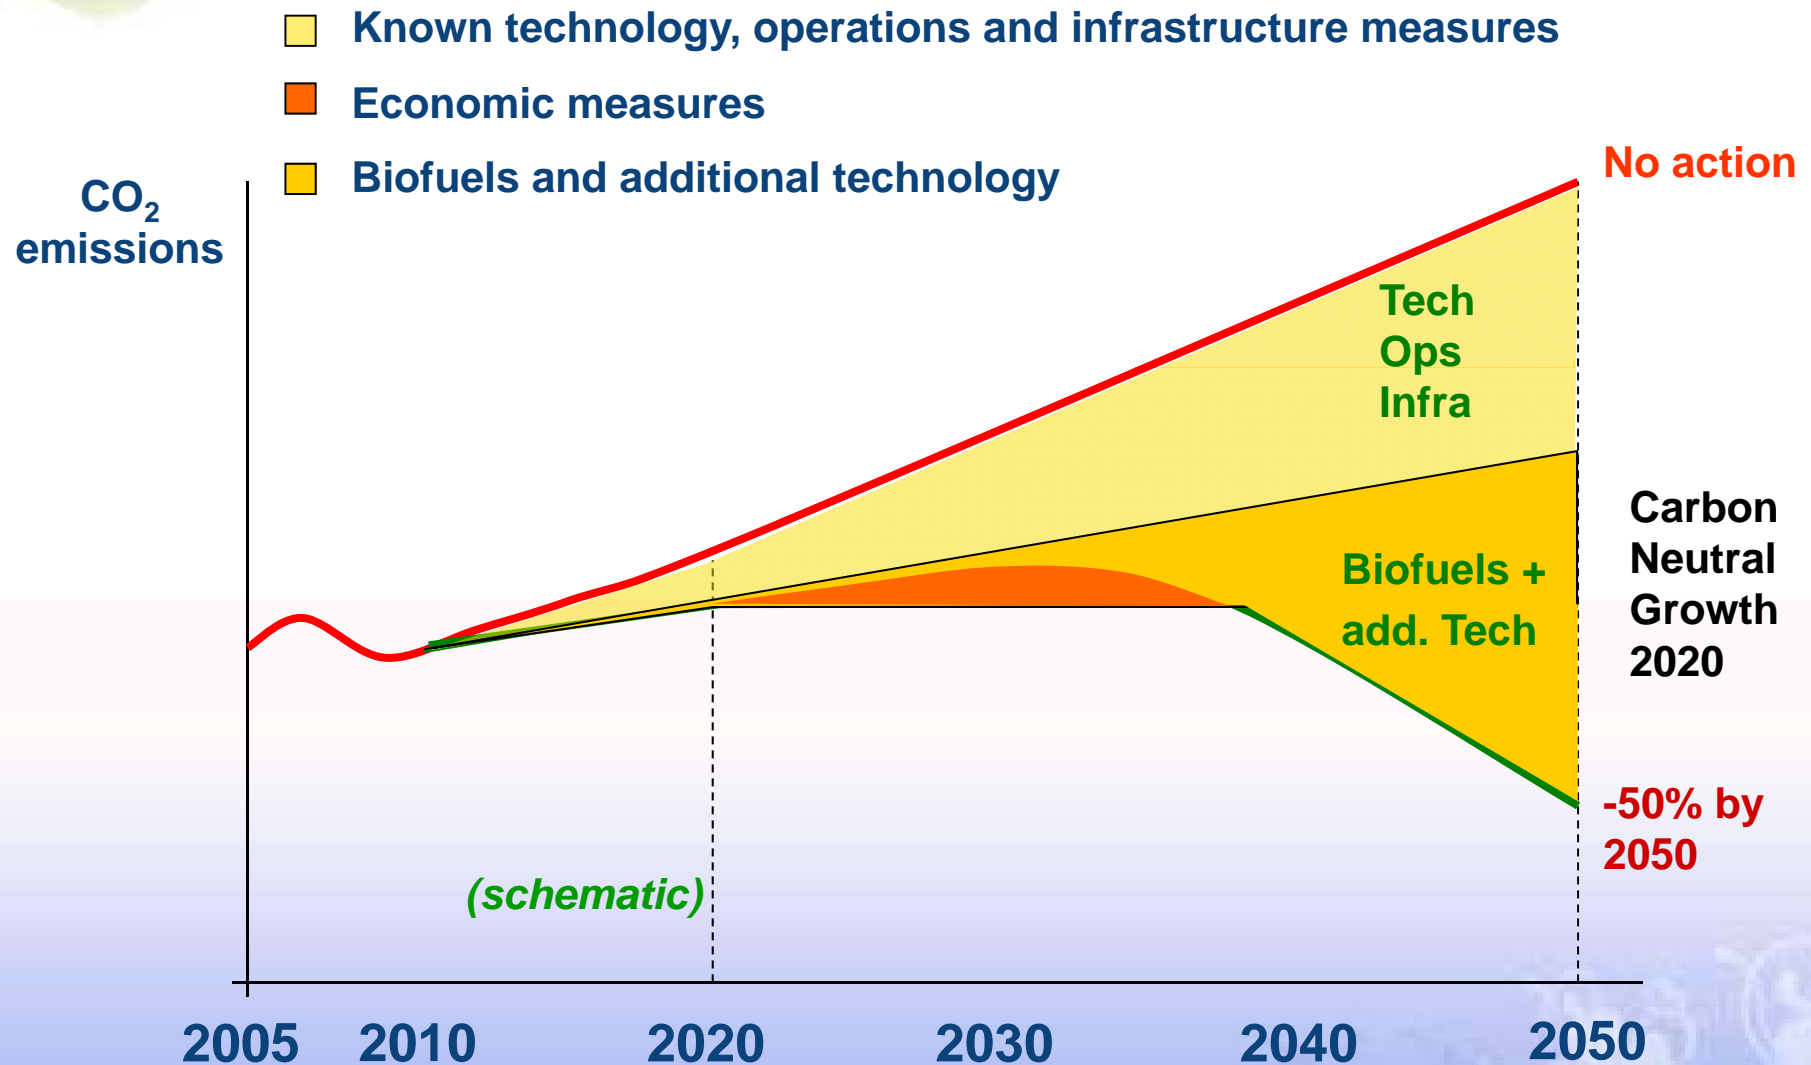 Known technology, operations and infrastructure measures
Economic measures
Biofuels and additional technology
CO₂
emissions
No action
Tech
Ops
Infra
Carbon
Neutral
Growth
2020
Biofuels +
add. Tech
-50% by
2050
(schematic)
2005 2010 2020 2030 2040 2050